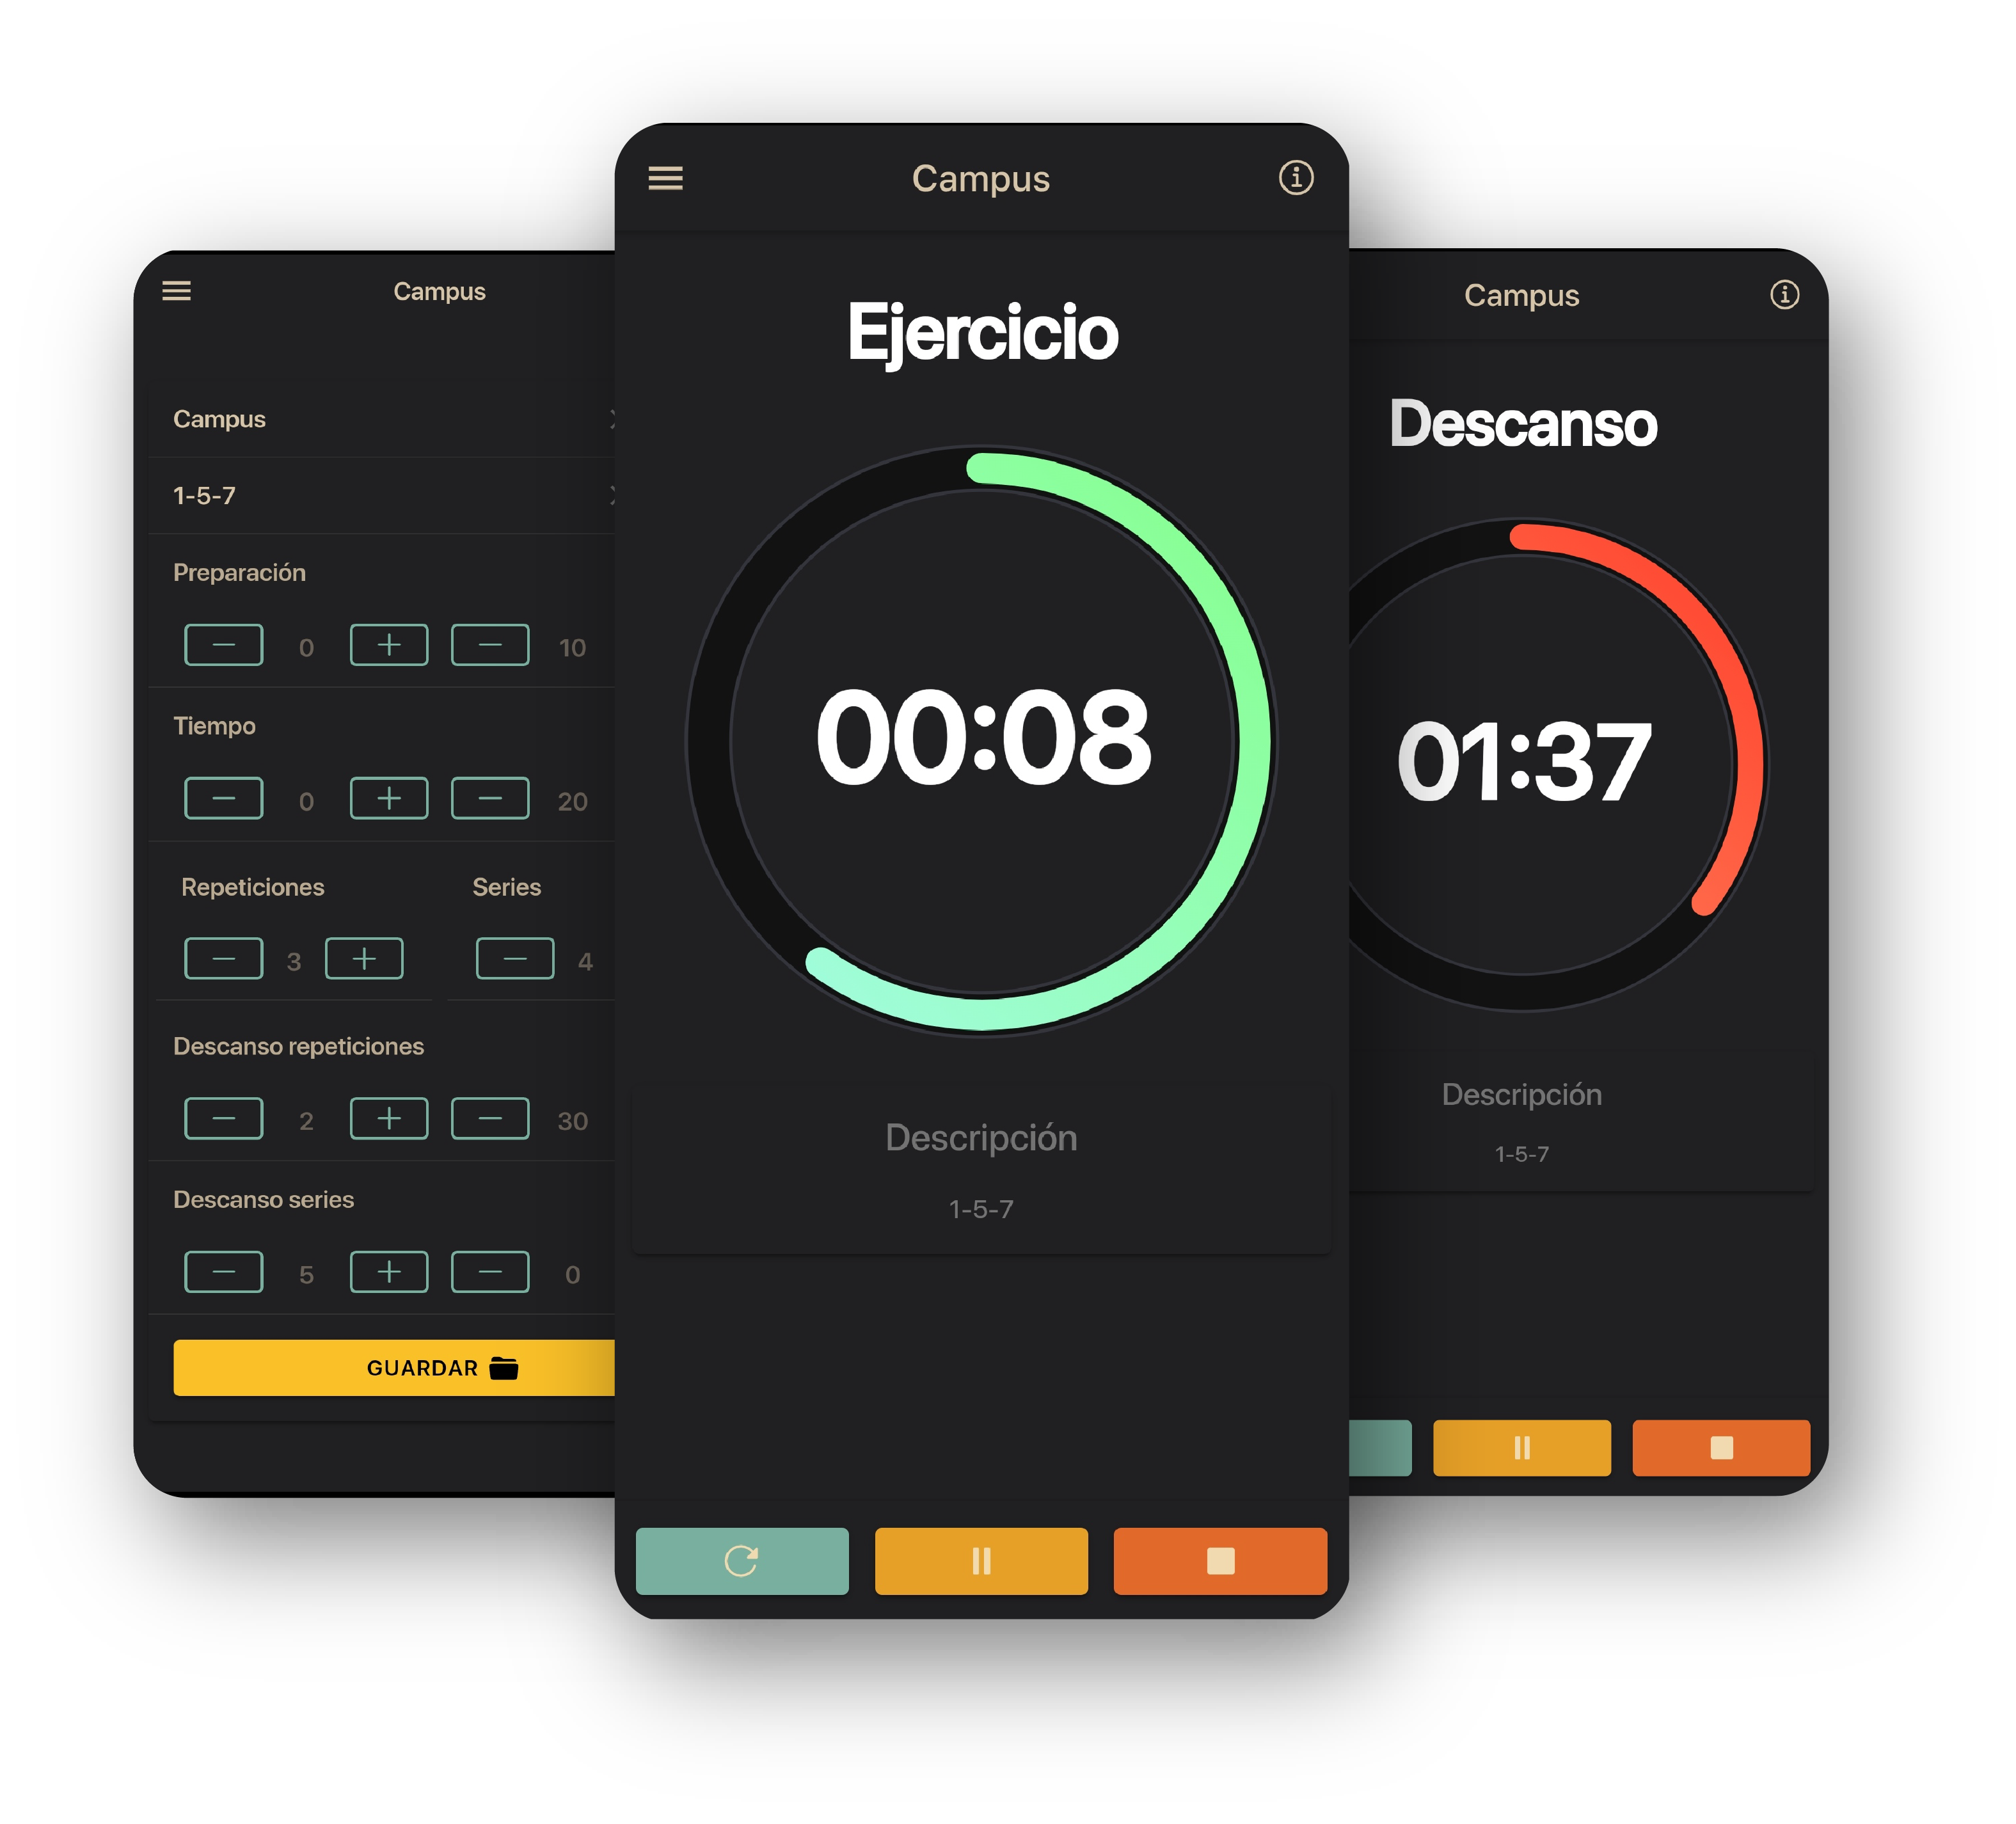 Campus
Campus
1-5-7
Preparación
0 10
Tiempo
0 20
Repeticiones Series
3 4
Descanso repeticiones
2 30
Descanso series
5 0
GUARDAR
Campus
Ejercicio
00:08
Descripción
1-5-7
Campus
Descanso
01:37
Descripción
1-5-7